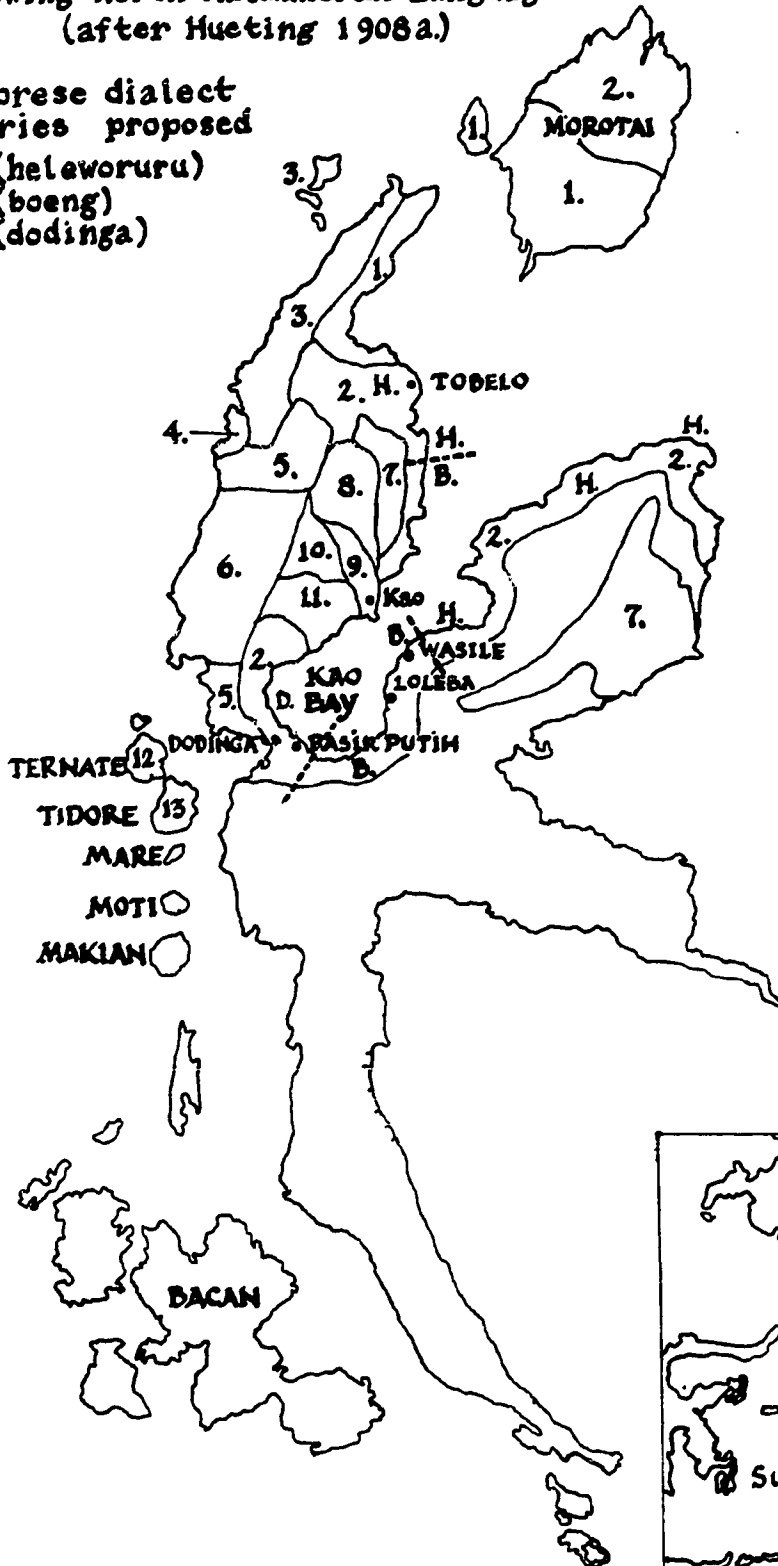 (after Hueting 1908a.)
dialect
proposed
(heleworuru)
(boeng)
(dodinga)
2.
1.
MOROTAI
1.
3.
1.
3.
2. H. TOBELO
4.
5.
8.
7.
H.
B.
H.
2.
H.
2.
6.
10.
9.
11.
Kao
H.
7.
B.
WASILE
2.
KAO
BAY
LOLEBA
5.
D.
DODINGA
PASIR PUTIH
B.
TERNATE 12
TIDORE 13
MARE
MOTI
MAKIAN
BACAN